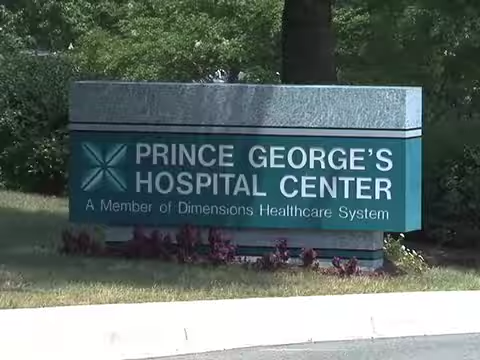 PRINCE GEORGE'S
HOSPITAL CENTER
A Member of Dimensions Healthcare System